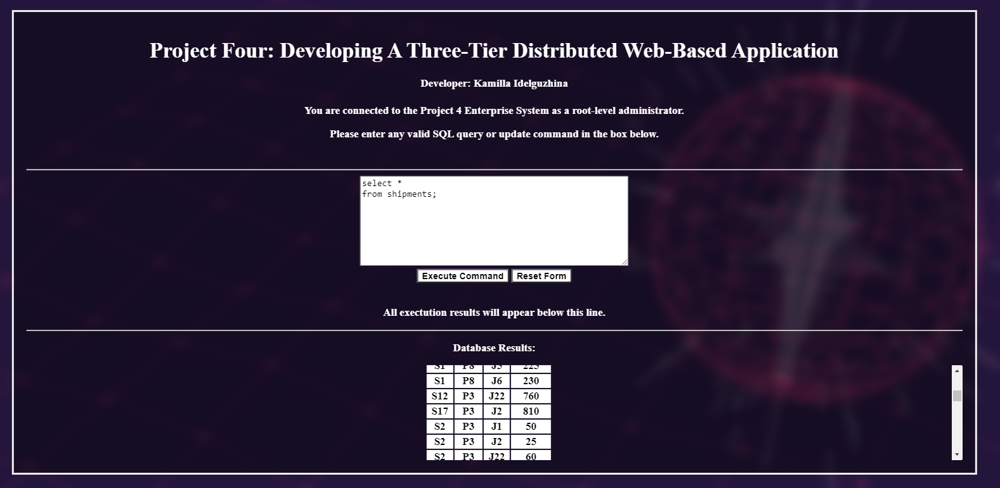 Project Four: Developing A Three-Tier Distributed Web-Based Application
Developer: Kamilla Idelguzhina
You are connected to the Project 4 Enterprise System as a root-level administrator.
Please enter any valid SQL query or update command in the box below.
select *
from shipments;
Execute Command Reset Form
All exectution results will appear below this line.
Database Results:
S1 P8 J5 225
S1 P8 J6 230
S12 P3 J22 760
S17 P3 J2 810
S2 P3 J1 50
S2 P3 J2 25
S2 P3 J22 60